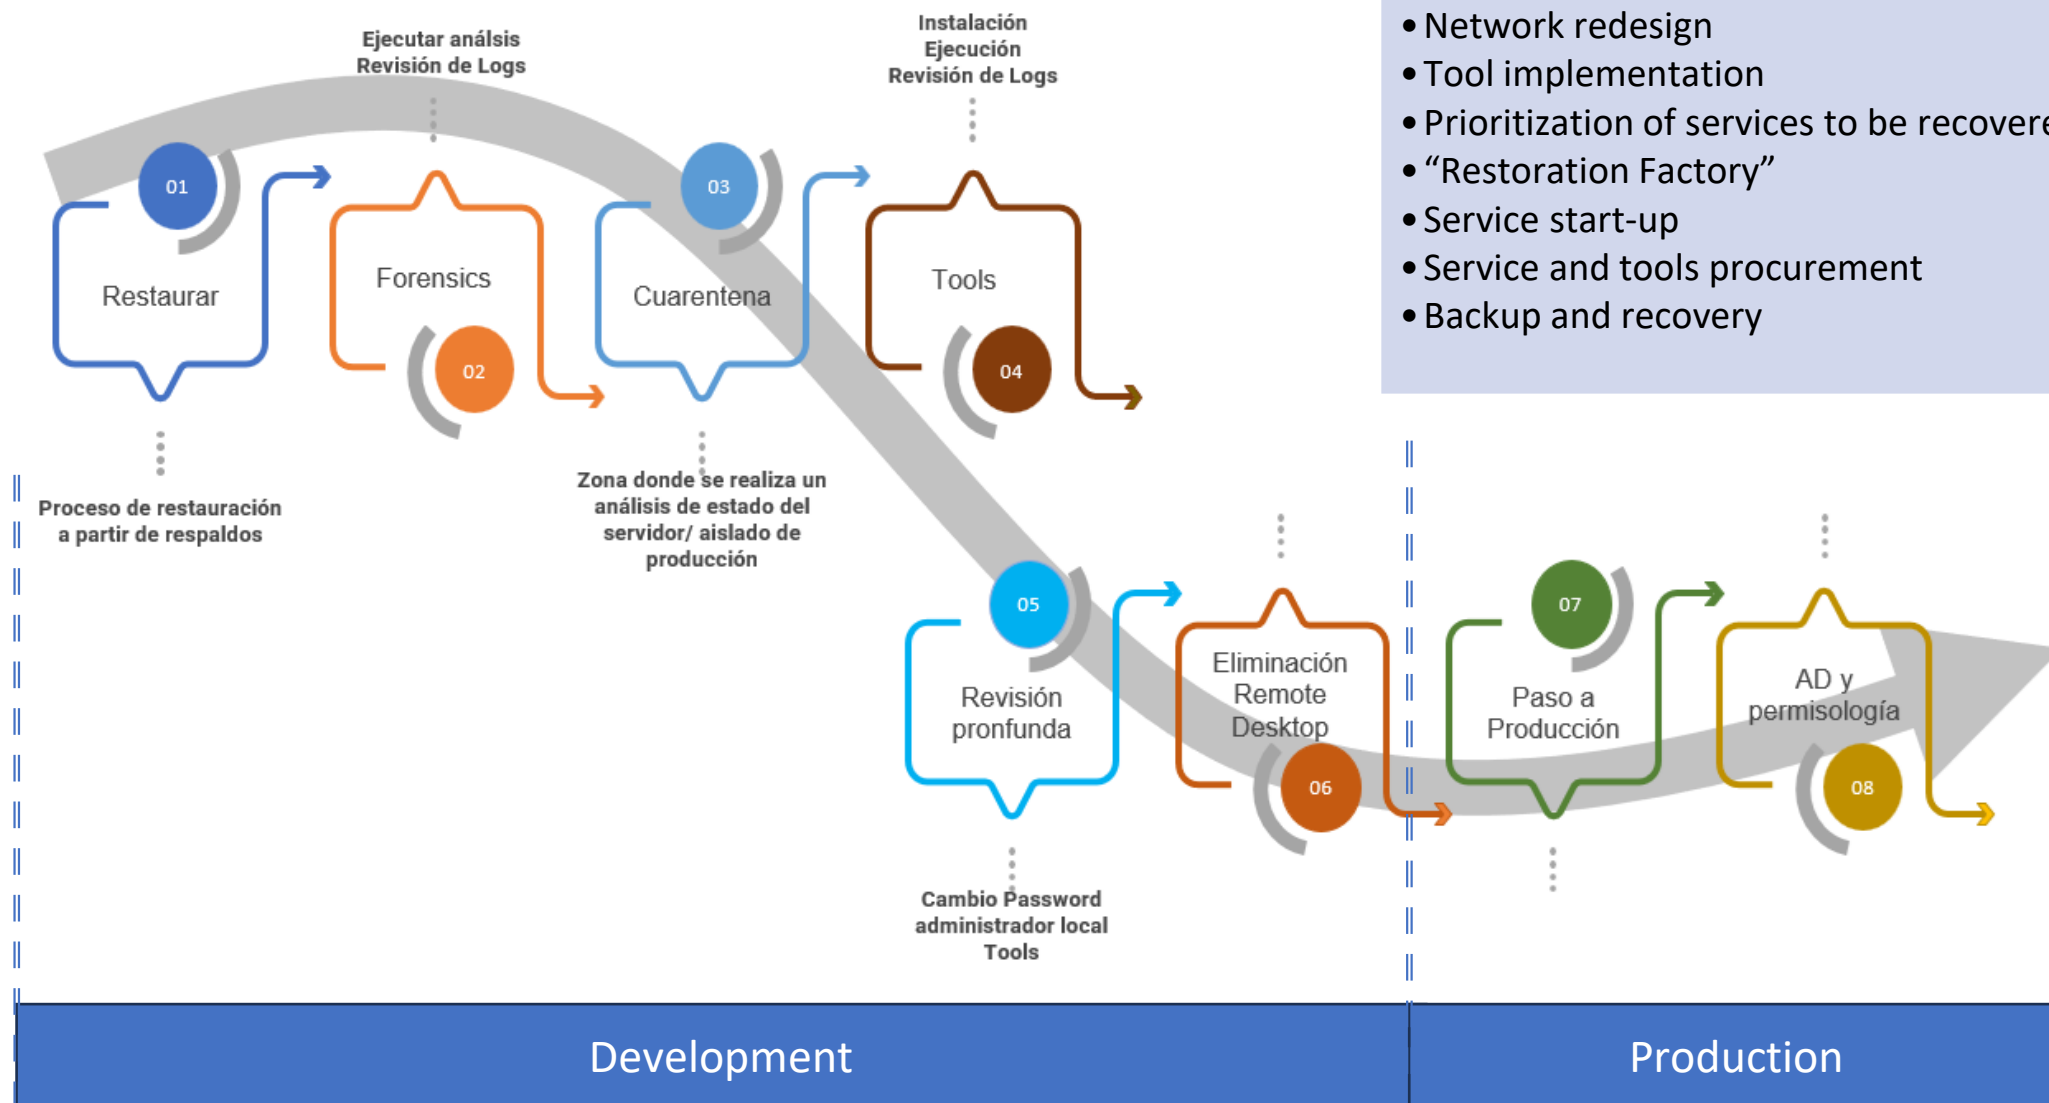 Ejecutar análsis
Revisión de Logs
Instalación
Ejecución
Revisión de Logs
• Network redesign
• Tool implementation
• Prioritization of services to be recovere
• “Restoration Factory”
• Service start-up
• Service and tools procurement
• Backup and recovery
01
Restaurar
Proceso de restauración
a partir de respaldos
Forensics
02
03
Cuarentena
Zona donde se realiza un
análisis de estado del
servidor/ aislado de
producción
Tools
04
05
Revisión
pronfunda
Cambio Password
administrador local
Tools
Eliminación
Remote
Desktop
06
07
Paso a
Producción
AD y
permisología
08
Development
Production